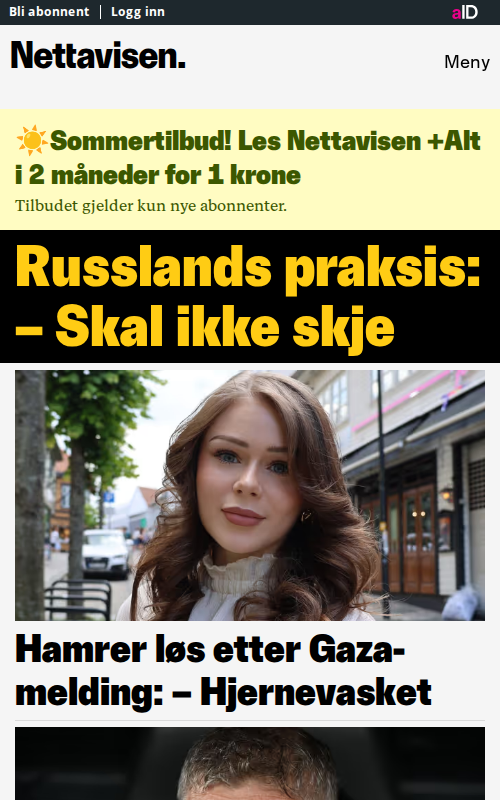 Bli abonnent | Logg inn
aID
Nettavisen.
Meny
☀️Sommertilbud! Les Nettavisen +Alt
i 2 måneder for 1 krone
Tilbudet gjelder kun nye abonnenter.
Russlands praksis:
– Skal ikke skje
Hamrer løs etter Gaza-
melding: – Hjernevasket